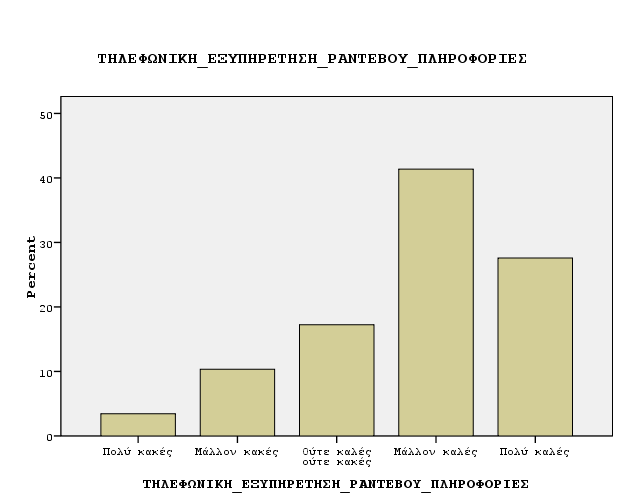 ΤΗΛΕΦΩΝΙΚΗ_ΕΞΥΠΗΡΕΤΗΣΗ_ΡΑΝΤΕΒΟΥ_ΠΛΗΡΟΦΟΡΙΕΣ
50
40
30
20
10
0
Percent
Πολύ κακές
Μάλλον κακές
Ούτε καλές
ούτε κακές
Μάλλον καλές
Πολύ καλές
ΤΗΛΕΦΩΝΙΚΗ_ΕΞΥΠΗΡΕΤΗΣΗ_ΡΑΝΤΕΒΟΥ_ΠΛΗΡΟΦΟΡΙΕΣ